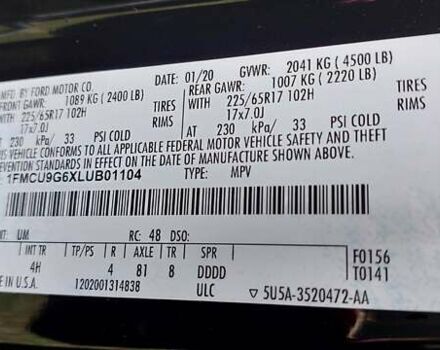 MFD. BY FORD MOTOR CO.
DATE: 01/20 GVWR: 2041 KG ( 4500 LB)
FRONT GAWR: 1089 KG ( 2400 LB) REAR GAWR: 1007 KG ( 2220 LB)
WITH 225/65R17 102H TIRES WITH 225/65R17 102H TIRES
17x7.0J RIMS 17x7.0J RIMS
AT 230 kPa/ 33 PSI COLD AT 230 kPa/ 33 PSI COLD
THIS VEHICLE CONFORMS TO ALL APPLICABLE FEDERAL MOTOR VEHICLE SAFETY AND BUMPER
STANDARDS IN EFFECT ON THE DATE OF MANUFACTURE SHOWN ABOVE.
1FMCU9G6XLUB01104 TYPE: MPV
UM RC: 48 DSO:
INT TR TP/PS R AXLE TR SPR F0156
4H 4 81 8 DDDD T0141
IN U.S.A. 1202001314838 ULC ▽ 5U5A-3520472-AA